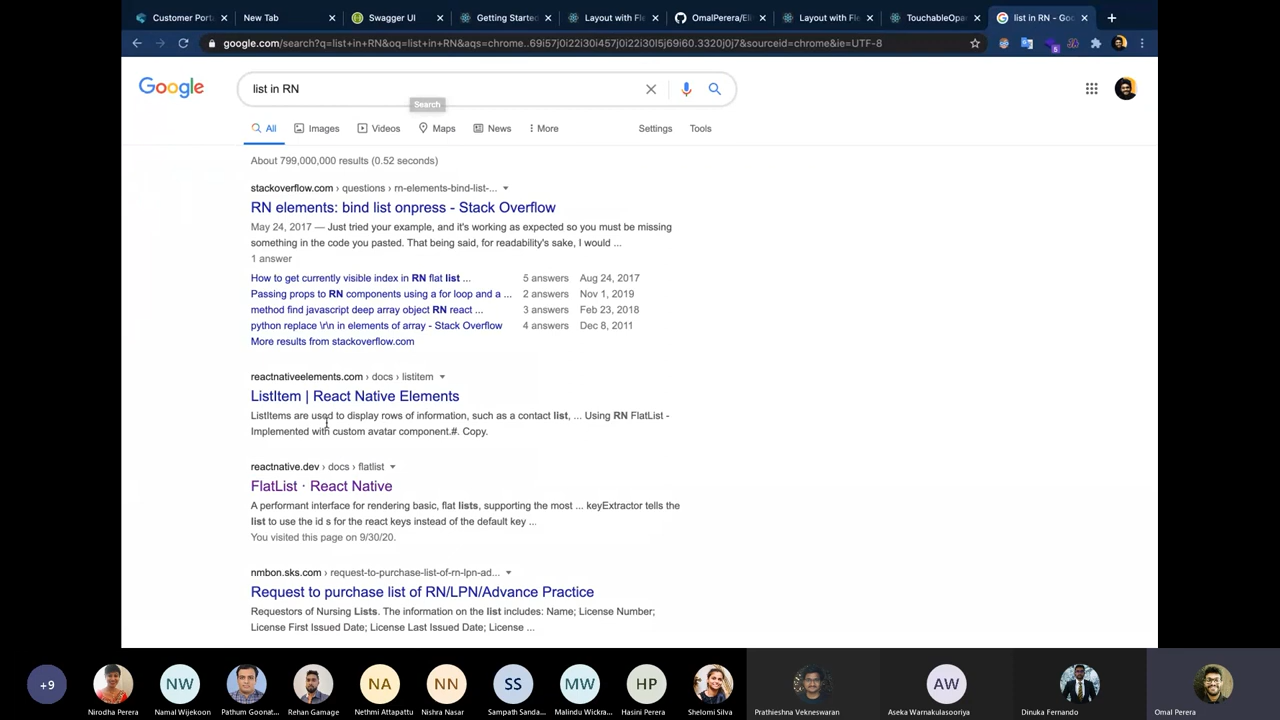 Customer Port
New Tab
Swagger UI
Getting Started
Layout with Fle
OmalPerera/Eli
Layout with Fle
TouchableOpa
list in RN - Goo
google.com/search?q=list+in+RN&oq=list+in+RN&aqs=chrome..69i57j0i22i30i457j0i22i30l5j69i60.3320j0j7&sourceid=chrome&ie=UTF-8
5
Google
list in RN
Search
All
Images
Videos
Maps
News
More
Settings
Tools
About 799,000,000 results (0.52 seconds)
stackoverflow.com › questions › rn-elements-bind-list-...
RN elements: bind list onpress - Stack Overflow
May 24, 2017 — Just tried your example, and it's working as expected so you must be missing
something in the code you pasted. That being said, for readability's sake, I would ...
1 answer
How to get currently visible index in RN flat list ... 5 answers Aug 24, 2017
Passing props to RN components using a for loop and a ... 2 answers Nov 1, 2019
method find javascript deep array object RN react ... 3 answers Feb 23, 2018
python replace \r\n in elements of array - Stack Overflow 4 answers Dec 8, 2011
More results from stackoverflow.com
reactnativeelements.com › docs › listitem
ListItem | React Native Elements
ListItems are used to display rows of information, such as a contact list, ... Using RN FlatList -
Implemented with custom avatar component.#. Copy.
reactnative.dev › docs › flatlist
FlatList · React Native
A performant interface for rendering basic, flat lists, supporting the most ... keyExtractor tells the
list to use the id s for the react keys instead of the default key ...
You visited this page on 9/30/20.
nmbon.sks.com › request-to-purchase-list-of-rn-lpn-ad...
Request to purchase list of RN/LPN/Advance Practice
Requestors of Nursing Lists. The information on the list includes: Name; License Number;
License First Issued Date; License Last Issued Date; License ...
+9
NW
NA
NN
SS
MW
HP
AW
Nirodha Perera
Namal Wijekoon
Pathum Goonat...
Rehan Gamage
Nethmi Attapattu
Nishra Nasar
Sampath Sanda...
Malindu Wickra...
Hasini Perera
Shelomi Silva
Prathieshna Vekneswaran
Aseka Warnakulasooriya
Dinuka Fernando
Omal Perera